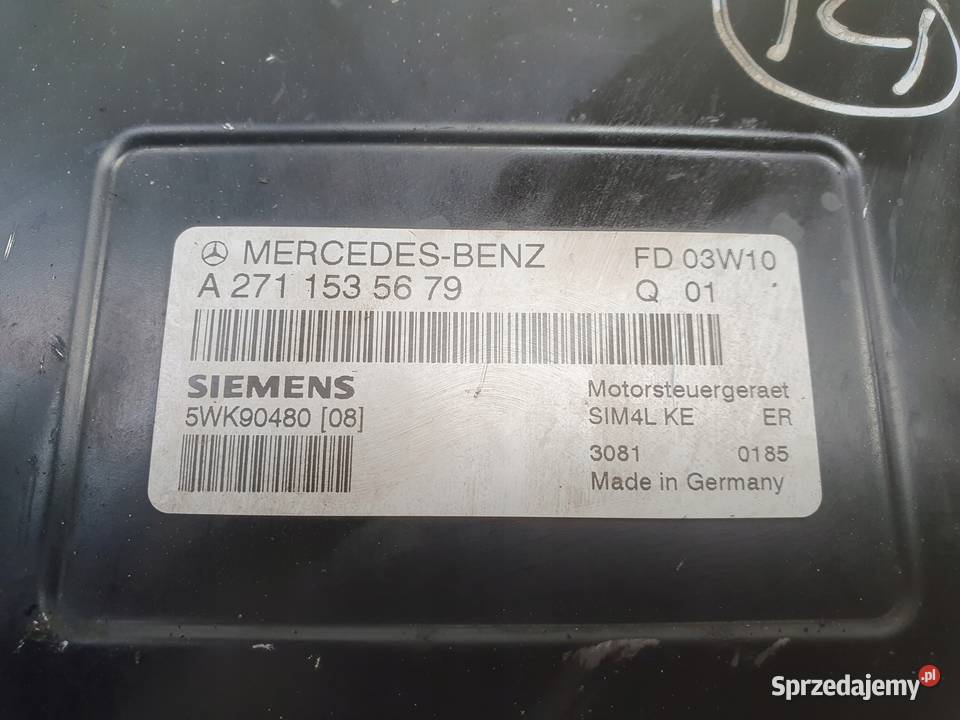 MERCEDES-BENZ FD 03W10
A 271 153 56 79 Q 01
SIEMENS Motorsteuergeraet
5WK90480 [08] SIM4L KE ER
3081 0185
Made in Germany
Sprzedajemy.pl